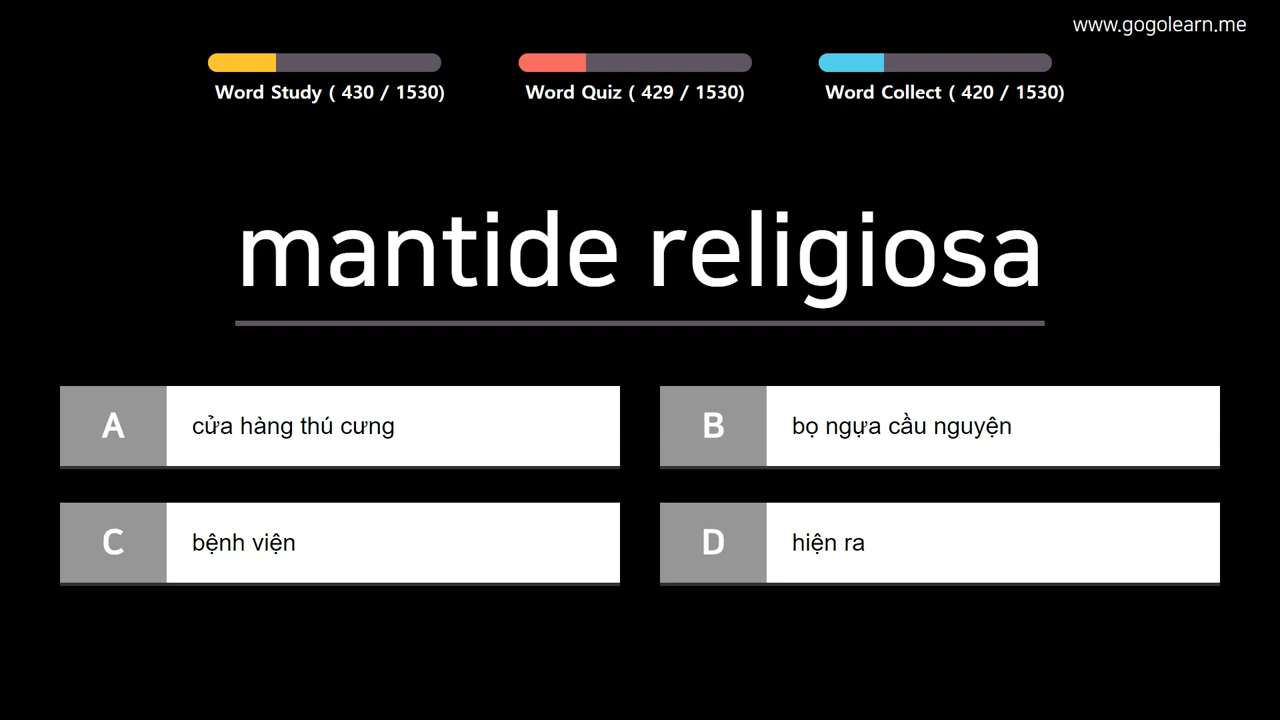 www.gogolearn.me
Word Study ( 430 / 1530)
Word Quiz ( 429 / 1530)
Word Collect ( 420 / 1530)
mantide religiosa
A cửa hàng thú cưng
B bọ ngựa cầu nguyện
C bệnh viện
D hiện ra